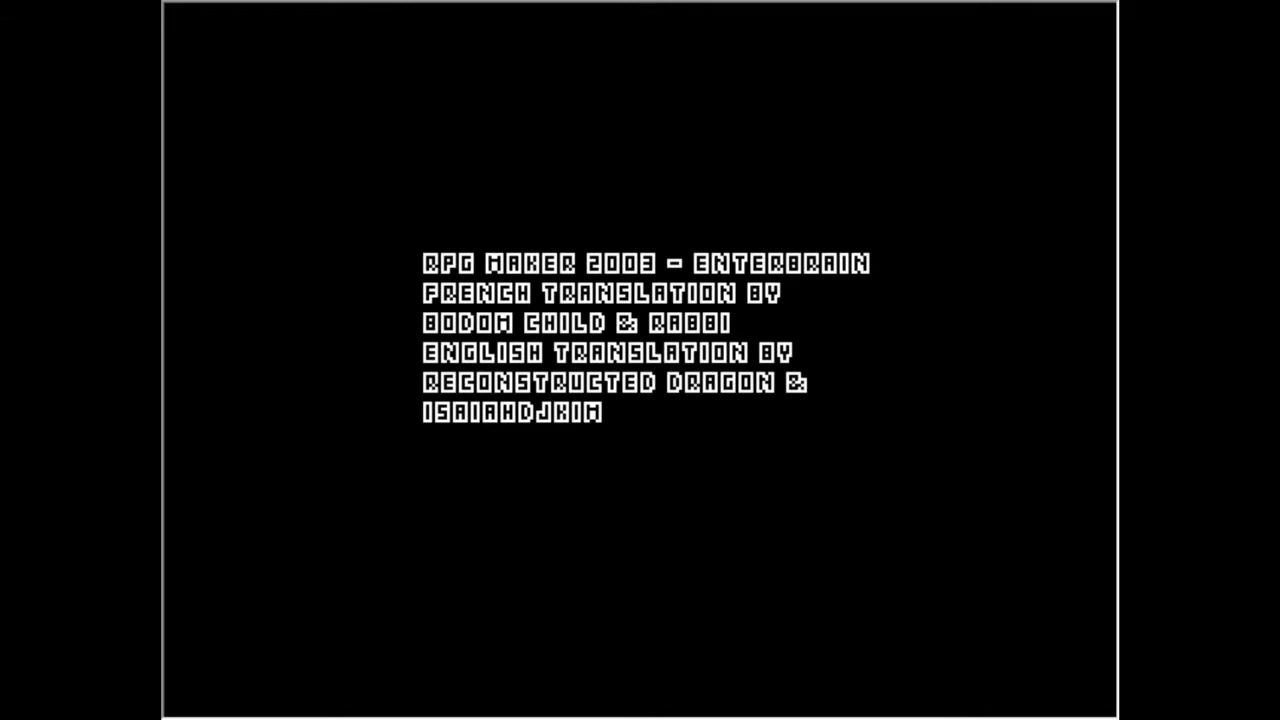 RPG MAKER 2003 - ENTERBRAIN
FRENCH TRANSLATION BY
BODOM CHILD & RABBI
ENGLISH TRANSLATION BY
RECONSTRUCTED DRAGON &
ISAIAHDJKIM